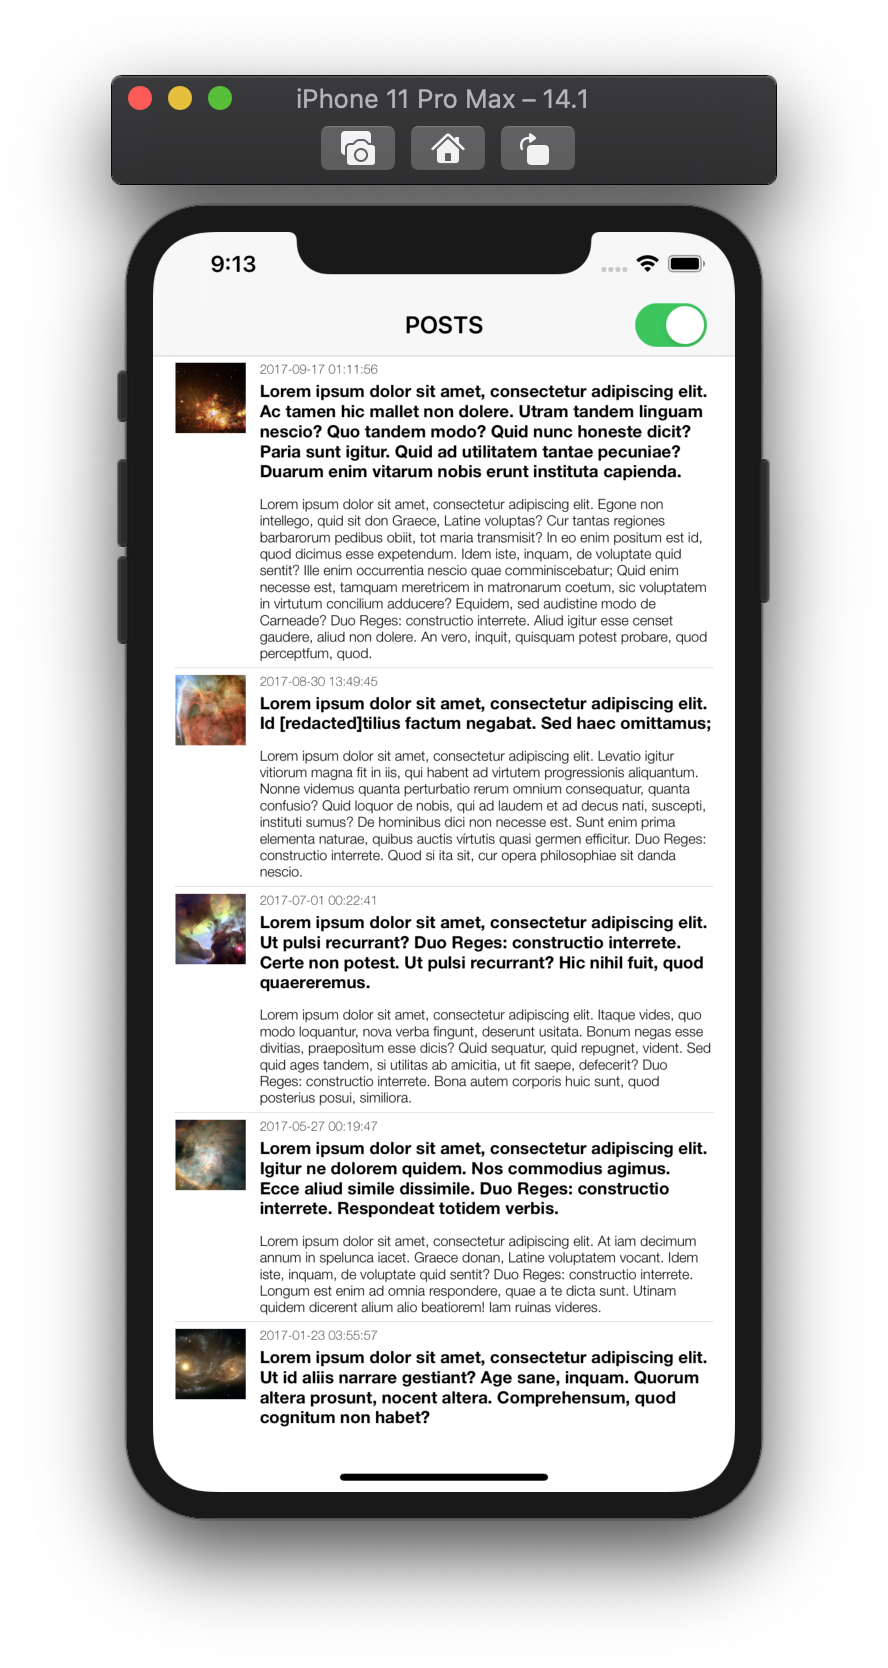 iPhone 11 Pro Max – 14.1
9:13
POSTS
2017-09-17 01:11:56
Lorem ipsum dolor sit amet, consectetur adipiscing elit.
Ac tamen hic mallet non dolere. Utram tandem linguam
nescio? Quo tandem modo? Quid nunc honeste dicit?
Paria sunt igitur. Quid ad utilitatem tantae pecuniae?
Duarum enim vitarum nobis erunt instituta capienda.
Lorem ipsum dolor sit amet, consectetur adipiscing elit. Egone non
intellego, quid sit don Graece, Latine voluptas? Cur tantas regiones
barbarorum pedibus obiit, tot maria transmisit? In eo enim positum est id,
quod dicimus esse expetendum. Idem iste, inquam, de voluptate quid
sentit? Ille enim occurrentia nescio quae comminiscebatur; Quid enim
necesse est, tamquam meretricem in matronarum coetum, sic voluptatem
in virtutum concilium adducere? Equidem, sed audistine modo de
Carneade? Duo Reges: constructio interrete. Aliud igitur esse censet
gaudere, aliud non dolere. An vero, inquit, quisquam potest probare, quod
perceptfum, quod.
2017-08-30 13:49:45
Lorem ipsum dolor sit amet, consectetur adipiscing elit.
Id [redacted]tilius factum negabat. Sed haec omittamus;
Lorem ipsum dolor sit amet, consectetur adipiscing elit. Levatio igitur
vitiorum magna fit in iis, qui habent ad virtutem progressionis aliquantum.
Nonne videmus quanta perturbatio rerum omnium consequatur, quanta
confusio? Quid loquor de nobis, qui ad laudem et ad decus nati, suscepti,
instituti sumus? De hominibus dici non necesse est. Sunt enim prima
elementa naturae, quibus auctis vírtutis quasi germen efficitur. Duo Reges:
constructio interrete. Quod si ita sit, cur opera philosophiae sit danda
nescio.
2017-07-01 00:22:41
Lorem ipsum dolor sit amet, consectetur adipiscing elit.
Ut pulsi recurrant? Duo Reges: constructio interrete.
Certe non potest. Ut pulsi recurrant? Hic nihil fuit, quod
quaereremus.
Lorem ipsum dolor sit amet, consectetur adipiscing elit. Itaque vides, quo
modo loquantur, nova verba fingunt, deserunt usitata. Bonum negas esse
divitias, praeposìtum esse dicis? Quid sequatur, quid repugnet, vident. Sed
quid ages tandem, si utilitas ab amicitia, ut fit saepe, defecerit? Duo
Reges: constructio interrete. Bona autem corporis huic sunt, quod
posterius posui, similiora.
2017-05-27 00:19:47
Lorem ipsum dolor sit amet, consectetur adipiscing elit.
Igitur ne dolorem quidem. Nos commodius agimus.
Ecce aliud simile dissimile. Duo Reges: constructio
interrete. Respondeat totidem verbis.
Lorem ipsum dolor sit amet, consectetur adipiscing elit. At iam decimum
annum in spelunca iacet. Graece donan, Latine voluptatem vocant. Idem
iste, inquam, de voluptate quid sentit? Duo Reges: constructio interrete.
Longum est enim ad omnia respondere, quae a te dicta sunt. Utinam
quidem dicerent alium alio beatiorem! Iam ruinas videres.
2017-01-23 03:55:57
Lorem ipsum dolor sit amet, consectetur adipiscing elit.
Ut id aliis narrare gestiant? Age sane, inquam. Quorum
altera prosunt, nocent altera. Comprehensum, quod
cognitum non habet?